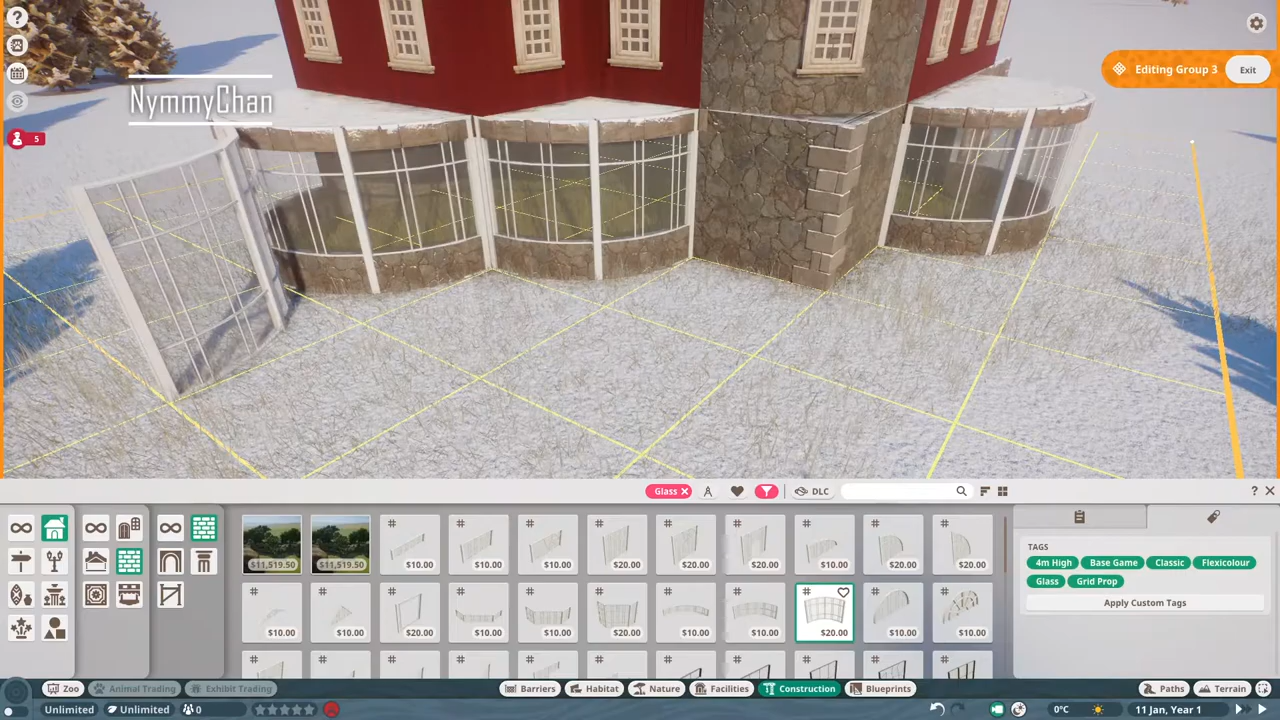 ?
NymmyChan
Editing Group 3
Exit
5
Glass ×
DLC
? ×
$11,519.50
$11,519.50
$10.00
$10.00
$10.00
$20.00
$20.00
$20.00
$10.00
$20.00
$20.00
$10.00
$10.00
$20.00
$10.00
$10.00
$20.00
$10.00
$10.00
$20.00
$10.00
$10.00
TAGS
4m High
Base Game
Classic
Flexicolour
Glass
Grid Prop
Apply Custom Tags
Zoo
Animal Trading
Exhibit Trading
Barriers
Habitat
Nature
Facilities
Construction
Blueprints
Paths
Terrain
Unlimited
Unlimited
0
0°C
11 Jan, Year 1